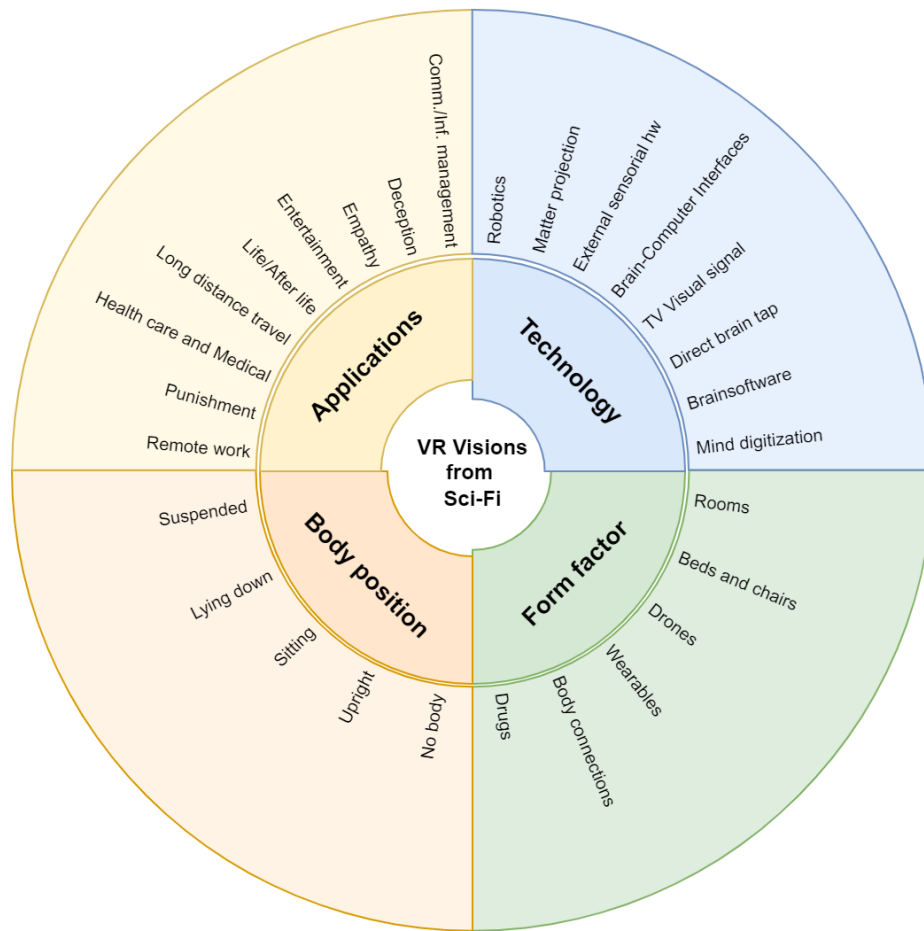 VR Visions
from
Sci-Fi
Applications
Comm./Inf. management
Deception
Empathy
Entertainment
Life/After life
Long distance travel
Health care and Medical
Punishment
Remote work
Technology
Robotics
Matter projection
External sensorial hw
Brain-Computer Interfaces
TV Visual signal
Direct brain tap
Brainsoftware
Mind digitization
Form factor
Rooms
Beds and chairs
Drones
Wearables
Body connections
Drugs
Body position
Suspended
Lying down
Sitting
Upright
No body